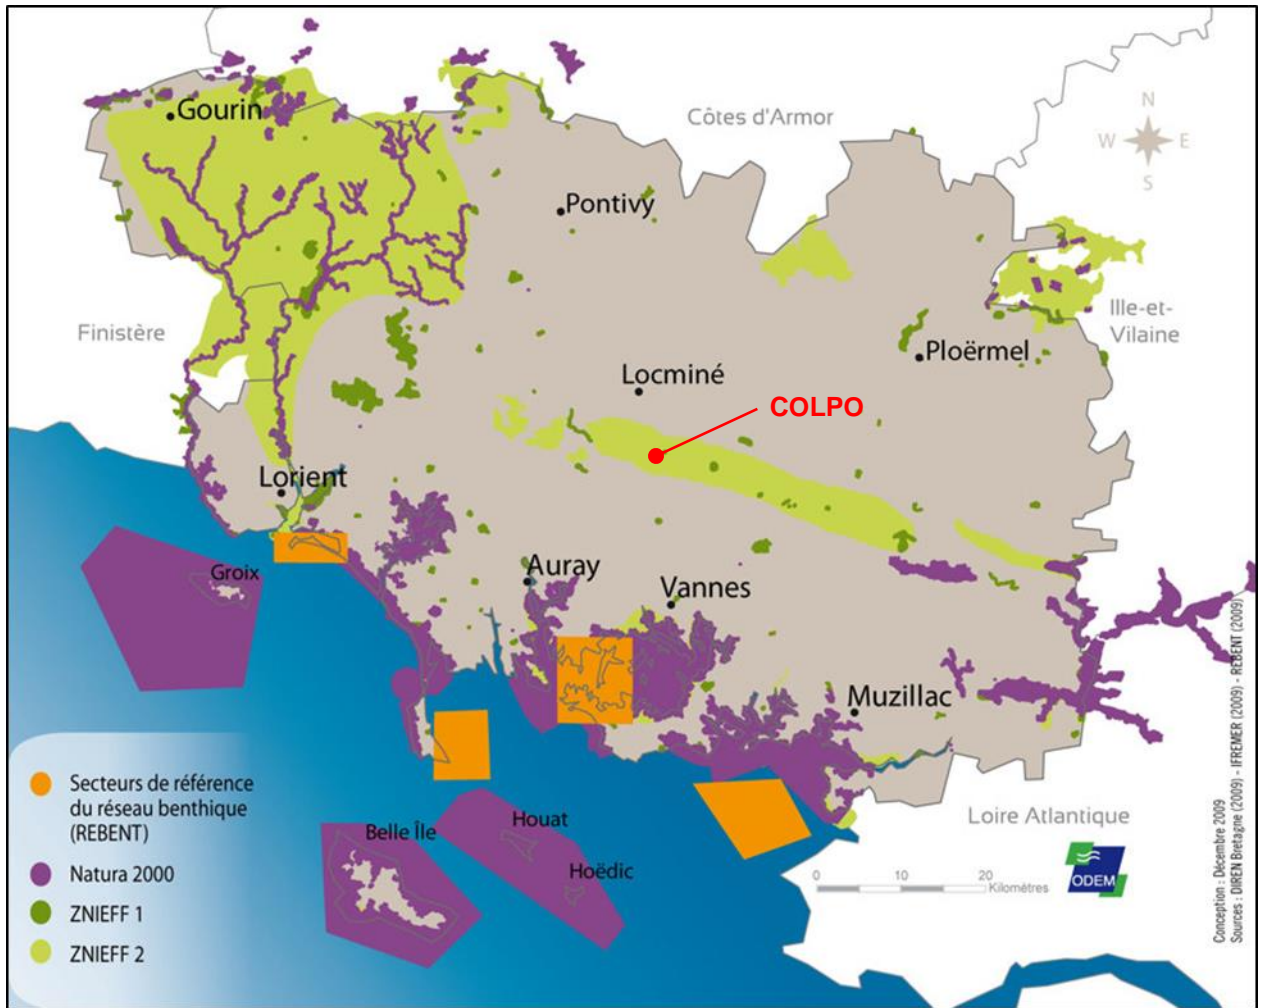 Gourin
Côtes d'Armor
N
W
E
S
Pontivy
Finistère
Ille-et-
Vilaine
Ploërmel
Locminé
COLPO
Lorient
Auray
Vannes
Groix
Muzillac
Secteurs de référence
du réseau benthique
(REBENT)
Natura 2000
ZNIEFF 1
ZNIEFF 2
Belle Île
Houat
Hoëdic
Loire Atlantique
0
10
20
Kilomètres
ODEM
Conception : Décembre 2009
Sources : DIREN Bretagne (2009) - IFREMER (2009) - REBENT (2009)